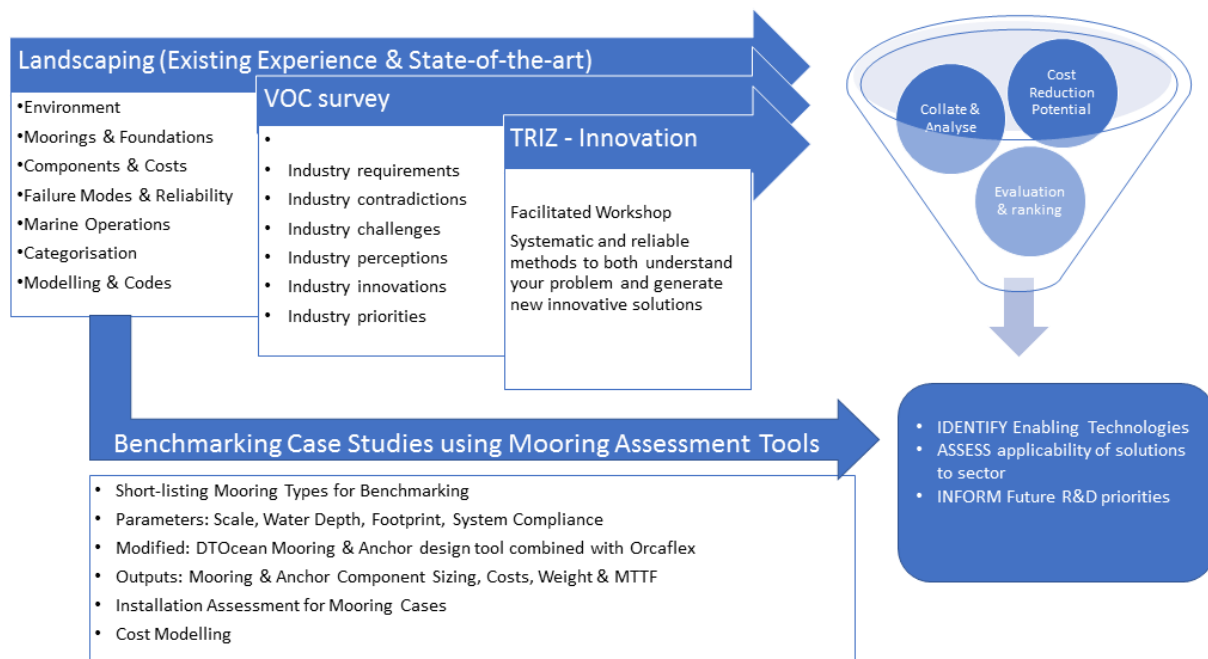 Landscaping (Existing Experience & State-of-the-art)
•Environment
•Moorings & Foundations
•Components & Costs
•Failure Modes & Reliability
•Marine Operations
•Categorisation
•Modelling & Codes
VOC survey
•
• Industry requirements
• Industry contradictions
• Industry challenges
• Industry perceptions
• Industry innovations
• Industry priorities
TRIZ - Innovation
Facilitated Workshop
Systematic and reliable
methods to both understand
your problem and generate
new innovative solutions
Collate &
Analyse
Cost
Reduction
Potential
Evaluation
& ranking
Benchmarking Case Studies using Mooring Assessment Tools
• Short-listing Mooring Types for Benchmarking
• Parameters: Scale, Water Depth, Footprint, System Compliance
• Modified: DTOcean Mooring & Anchor design tool combined with Orcaflex
• Outputs: Mooring & Anchor Component Sizing, Costs, Weight & MTTF
• Installation Assessment for Mooring Cases
• Cost Modelling
• IDENTIFY Enabling Technologies
• ASSESS applicability of solutions
to sector
• INFORM Future R&D priorities